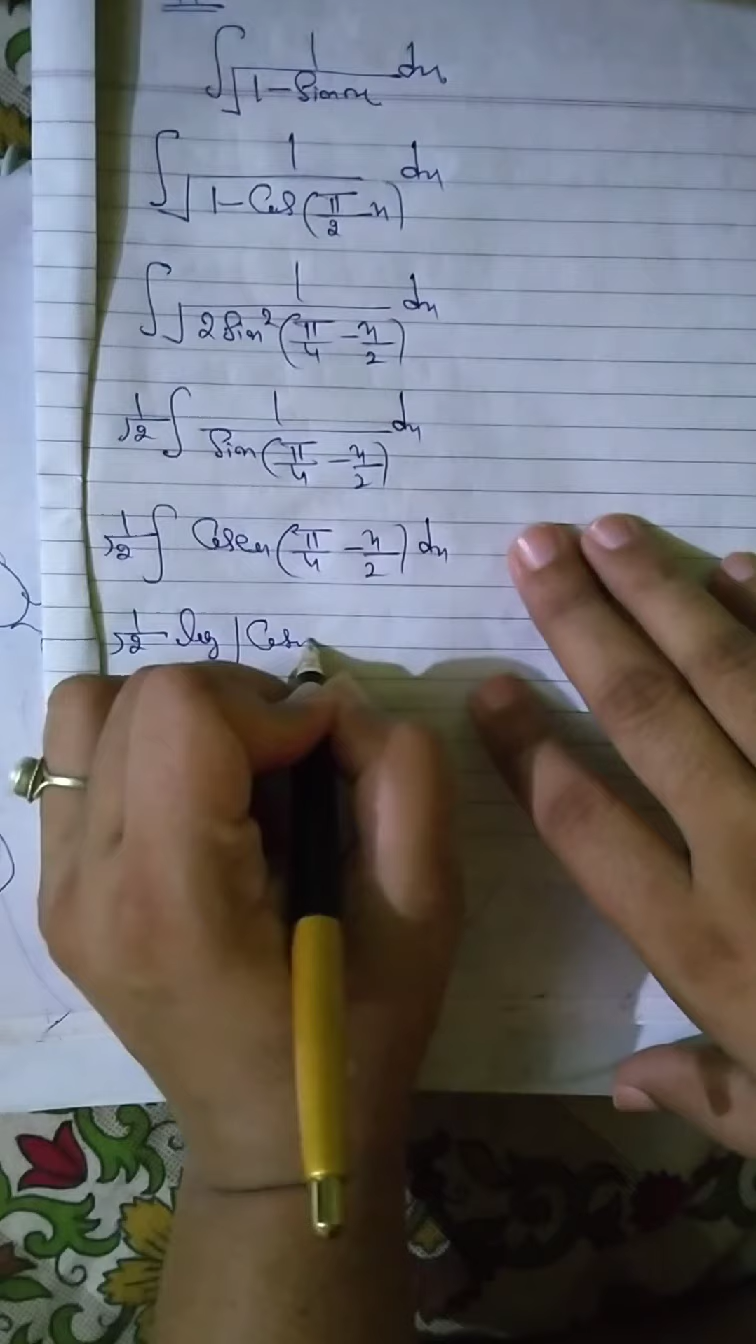 ∫ 1/√(1 - Sinx) dx
∫ 1/√(1 - Cos(π/2 - x)) dx
∫ 1/√(2 Sin²(π/4 - x/2)) dx
1/√2 ∫ 1/Sin(π/4 - x/2) dx
1/√2 ∫ Cosec(π/4 - x/2) dx
1/√2 log |Cos